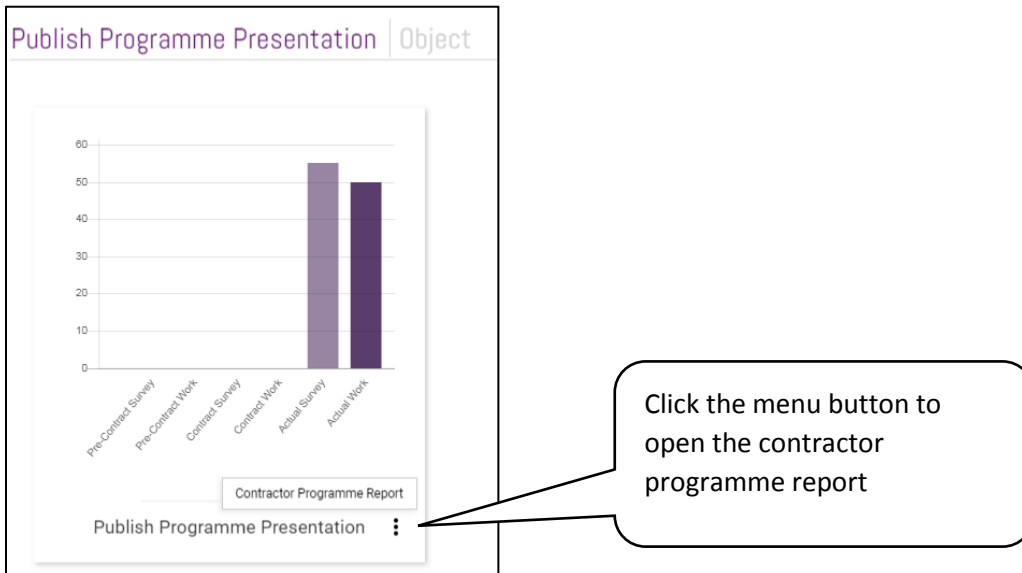 Publish Programme Presentation Object
60
50
40
30
20
10
0
Pre-Contract Survey
Pre-Contract Work
Contract Survey
Contract Work
Actual Survey
Actual Work
Contractor Programme Report
Publish Programme Presentation
Click the menu button to
open the contractor
programme report